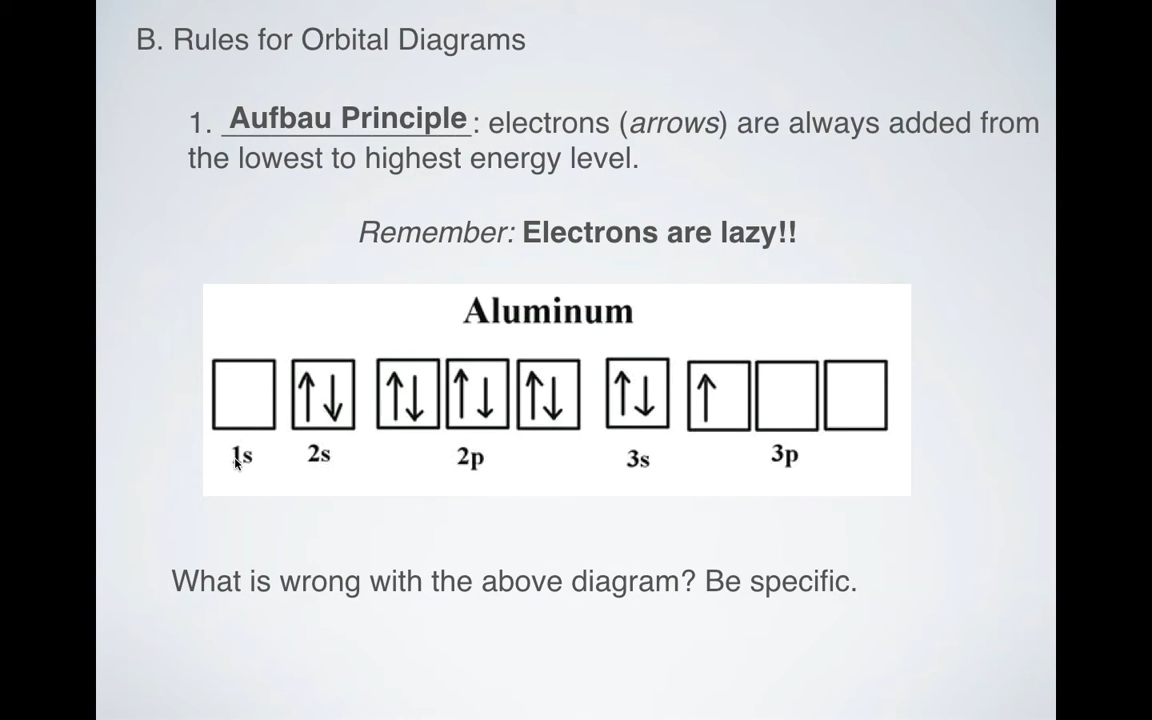 B. Rules for Orbital Diagrams
1. Aufbau Principle: electrons (arrows) are always added from
the lowest to highest energy level.
Remember: Electrons are lazy!!
Aluminum
1s 2s 2p 3s 3p
What is wrong with the above diagram? Be specific.